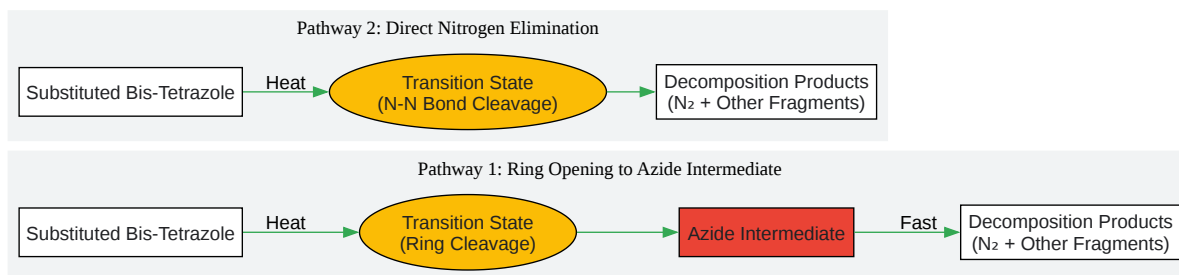 Pathway 2: Direct Nitrogen Elimination
Substituted Bis-Tetrazole
Heat
Transition State
(N-N Bond Cleavage)
Decomposition Products
(N₂ + Other Fragments)
Pathway 1: Ring Opening to Azide Intermediate
Substituted Bis-Tetrazole
Heat
Transition State
(Ring Cleavage)
Azide Intermediate
Fast
Decomposition Products
(N₂ + Other Fragments)